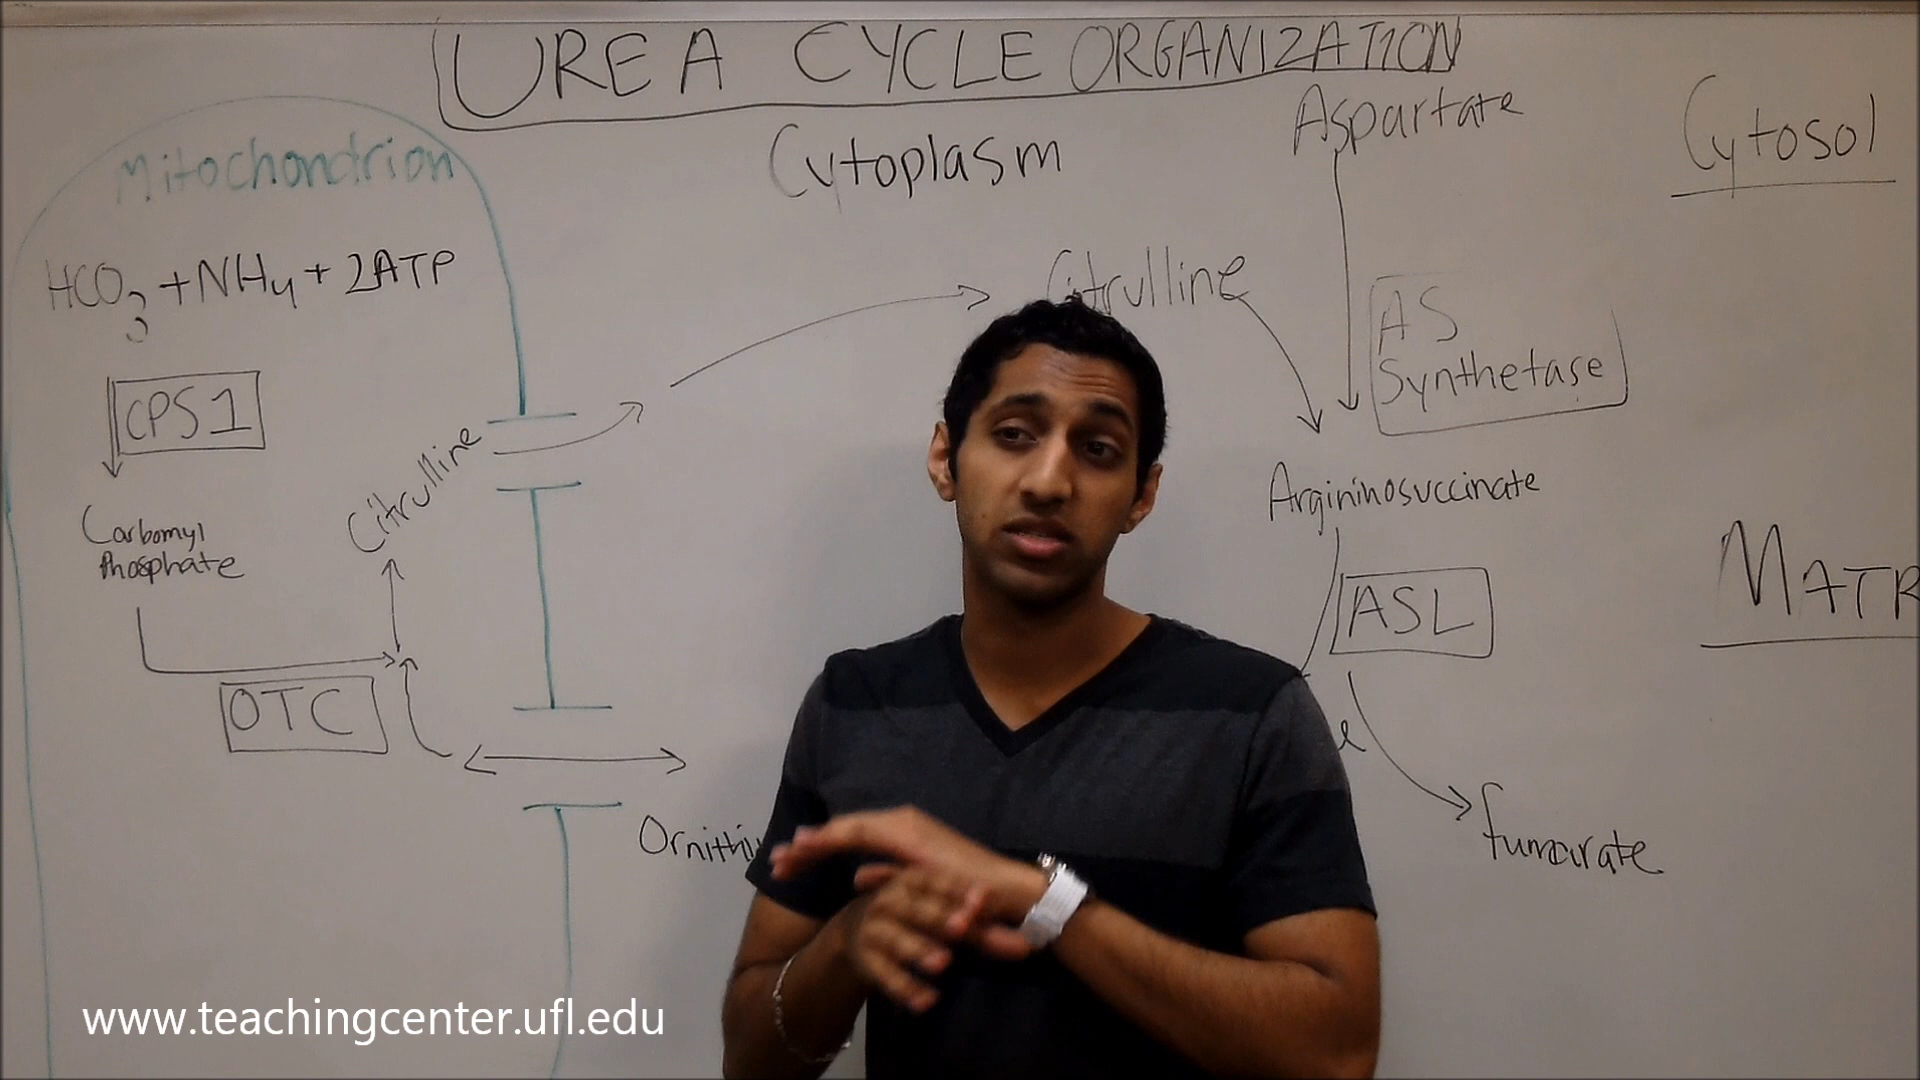 UREA CYCLE ORGANIZATION
Mitochondrion
Cytoplasm
Aspartate
Cytosol
HCO3 + NH4 + 2ATP
Citrulline
AS
Synthetase
CPS1
Citrulline
Argininosuccinate
Carbomyl
Phosphate
MATR
ASL
OTC
e
Ornithi
fumarate
www.teachingcenter.ufl.edu